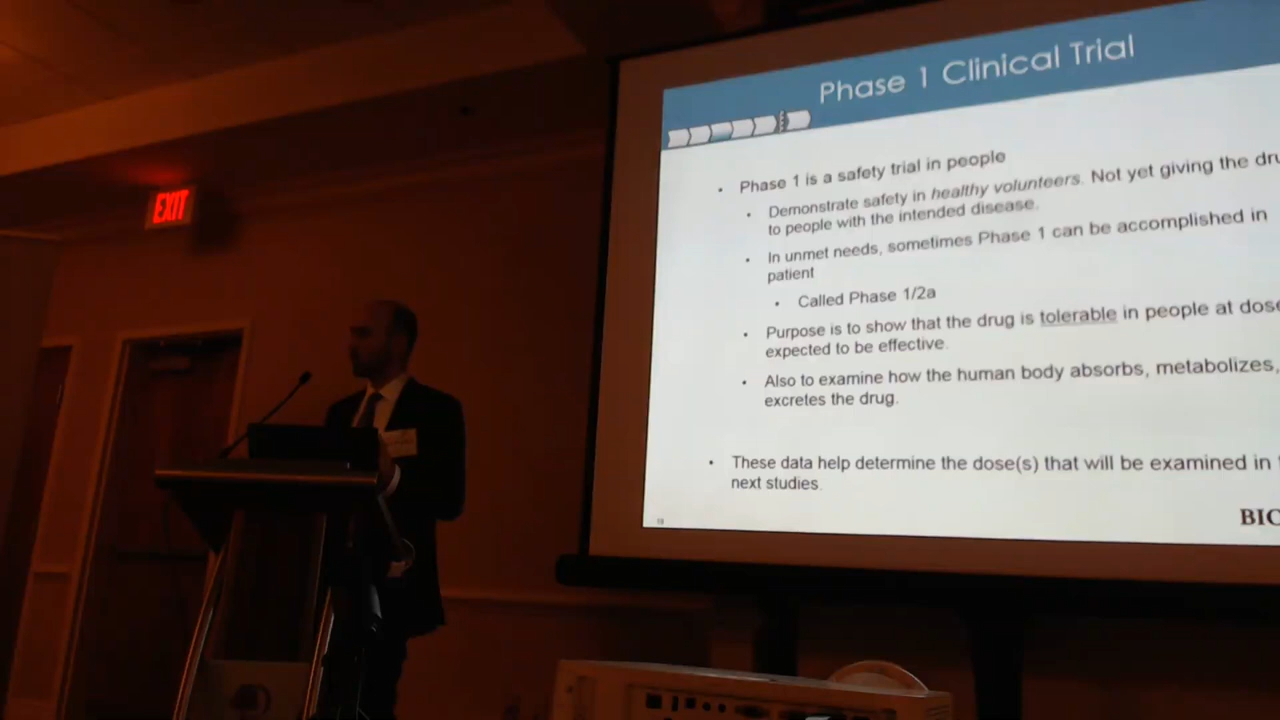 Phase 1 Clinical Trial
EXIT
Phase 1 is a safety trial in people
Demonstrate safety in healthy volunteers. Not yet giving the dru
to people with the intended disease.
In unmet needs, sometimes Phase 1 can be accomplished in
patient
Called Phase 1/2a
Purpose is to show that the drug is tolerable in people at dose
expected to be effective.
Also to examine how the human body absorbs, metabolizes,
excretes the drug.
These data help determine the dose(s) that will be examined in
next studies.
18
BIO